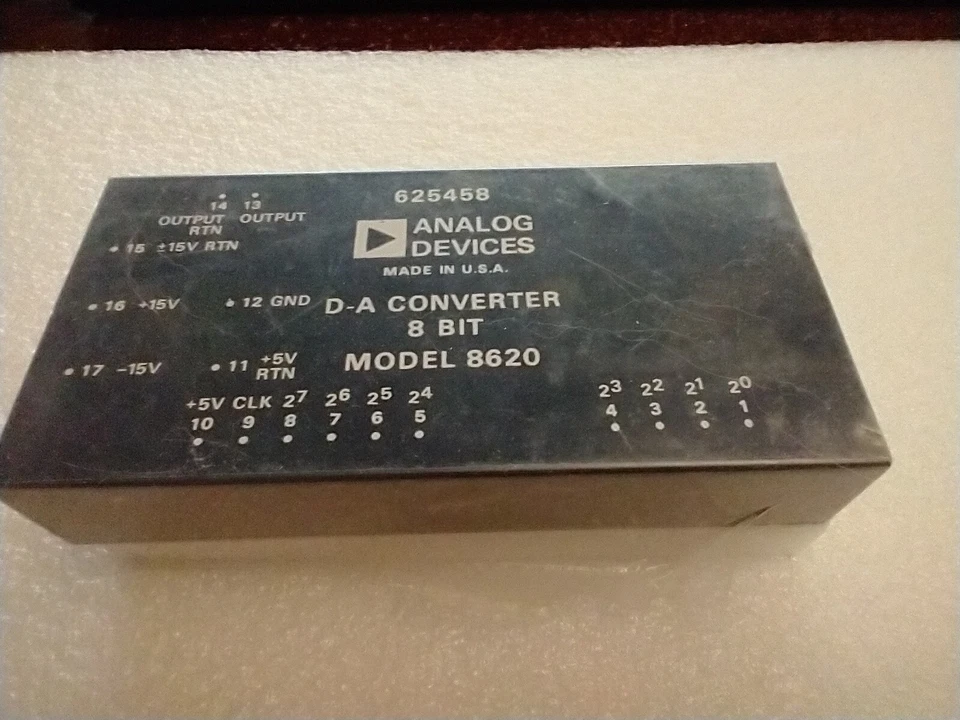 625458
ANALOG
DEVICES
MADE IN U.S.A.
D-A CONVERTER
8 BIT
MODEL 8620
14 13
OUTPUT OUTPUT
RTN
15 ±15V RTN
16 +15V
12 GND
17 -15V
11 +5V
RTN
+5V CLK 2⁷ 2⁶ 2⁵ 2⁴
10 9 8 7 6 5
2³ 2² 2¹ 2⁰
4 3 2 1